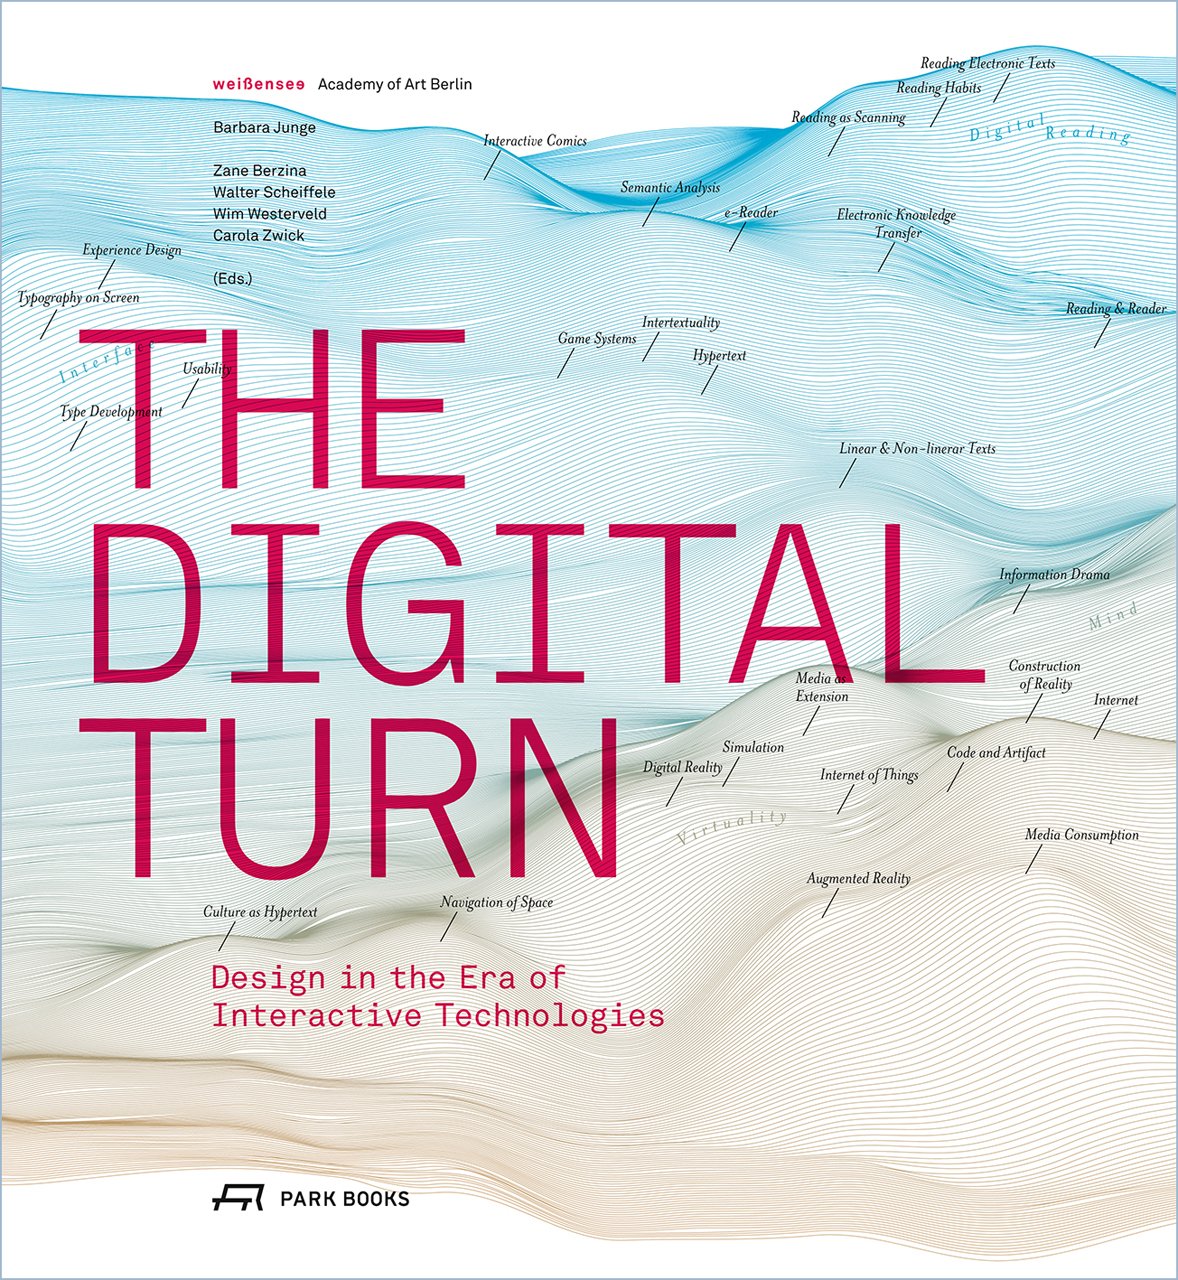 weißensee Academy of Art Berlin
Barbara Junge
Zane Berzina
Walter Scheiffele
Wim Westerveld
Carola Zwick
(Eds.)
Reading Electronic Texts
Reading Habits
Reading as Scanning
Digital Reading
Interactive Comics
Semantic Analysis
e-Reader
Electronic Knowledge
Transfer
Experience Design
Typography on Screen
Reading & Reader
Interface
Usability
Type Development
Game Systems
Intertextuality
Hypertext
THE
Linear & Non-linerar Texts
DIGITAL
Information Drama
Mind
Construction
of Reality
Media as
Extension
Internet
TURN
Simulation
Digital Reality
Internet of Things
Code and Artifact
Virtuality
Media Consumption
Augmented Reality
Culture as Hypertext
Navigation of Space
Design in the Era of
Interactive Technologies
PARK BOOKS